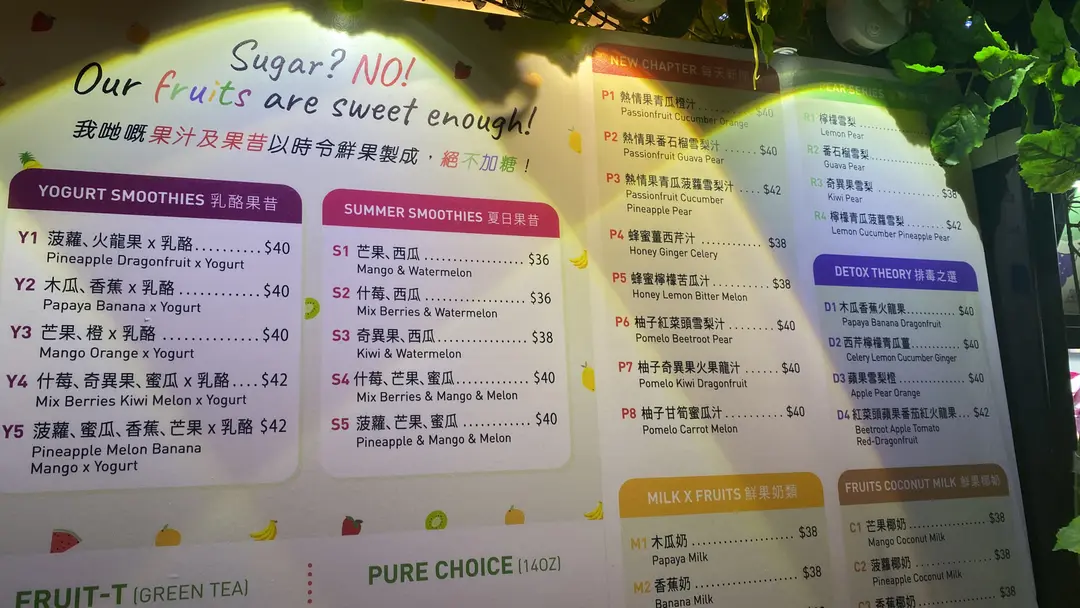 Sugar? NO!
Our fruits are sweet enough!
我哋嘅果汁及果昔以時令鮮果製成，絕不加糖！
YOGURT SMOOTHIES 乳酪果昔
Y1 菠蘿、火龍果 x 乳酪 $40
Pineapple Dragonfruit x Yogurt
Y2 木瓜、香蕉 x 乳酪 $40
Papaya Banana x Yogurt
Y3 芒果、橙 x 乳酪 $40
Mango Orange x Yogurt
Y4 什莓、奇異果、蜜瓜 x 乳酪 $42
Mix Berries Kiwi Melon x Yogurt
Y5 菠蘿、蜜瓜、香蕉、芒果 x 乳酪 $42
Pineapple Melon Banana
Mango x Yogurt
SUMMER SMOOTHIES 夏日果昔
S1 芒果、西瓜 $36
Mango & Watermelon
S2 什莓、西瓜 $36
Mix Berries & Watermelon
S3 奇異果、西瓜 $38
Kiwi & Watermelon
S4 什莓、芒果、蜜瓜 $40
Mix Berries & Mango & Melon
S5 菠蘿、芒果、蜜瓜 $40
Pineapple & Mango & Melon
NEW CHAPTER 每天新
P1 熱情果青瓜橙汁 $40
Passionfruit Cucumber Orange
P2 熱情果番石榴雪梨汁 $40
Passionfruit Guava Pear
P3 熱情果青瓜菠蘿雪梨汁 $42
Passionfruit Cucumber
Pineapple Pear
P4 蜂蜜薑西芹汁 $38
Honey Ginger Celery
P5 蜂蜜檸檬苦瓜汁 $38
Honey Lemon Bitter Melon
P6 柚子紅菜頭雪梨汁 $40
Pomelo Beetroot Pear
P7 柚子奇異果火果龍汁 $40
Pomelo Kiwi Dragonfruit
P8 柚子甘筍蜜瓜汁 $40
Pomelo Carrot Melon
SERIES
R1 檸檬雪梨
Lemon Pear
R2 番石榴雪梨
Guava Pear
R3 奇異果雪梨 $38
Kiwi Pear
R4 檸檬青瓜菠蘿雪梨 $42
Lemon Cucumber Pineapple Pear
DETOX THEORY 排毒之選
D1 木瓜香蕉火龍果 $40
Papaya Banana Dragonfruit
D2 西芹檸檬青瓜薑 $40
Celery Lemon Cucumber Ginger
D3 蘋果雪梨橙 $40
Apple Pear Orange
D4 紅菜頭蘋果番茄紅火龍果 $42
Beetroot Apple Tomato
Red-Dragonfruit
MILK X FRUITS 鮮果奶類
M1 木瓜奶 $38
Papaya Milk
M2 香蕉奶 $38
Banana Milk
FRUITS COCONUT MILK 鮮果椰奶
C1 芒果椰奶 $38
Mango Coconut Milk
C2 菠蘿椰奶 $38
Pineapple Coconut Milk
C3 香蕉椰奶 $38
FRUIT-T (GREEN TEA)
PURE CHOICE (14OZ)